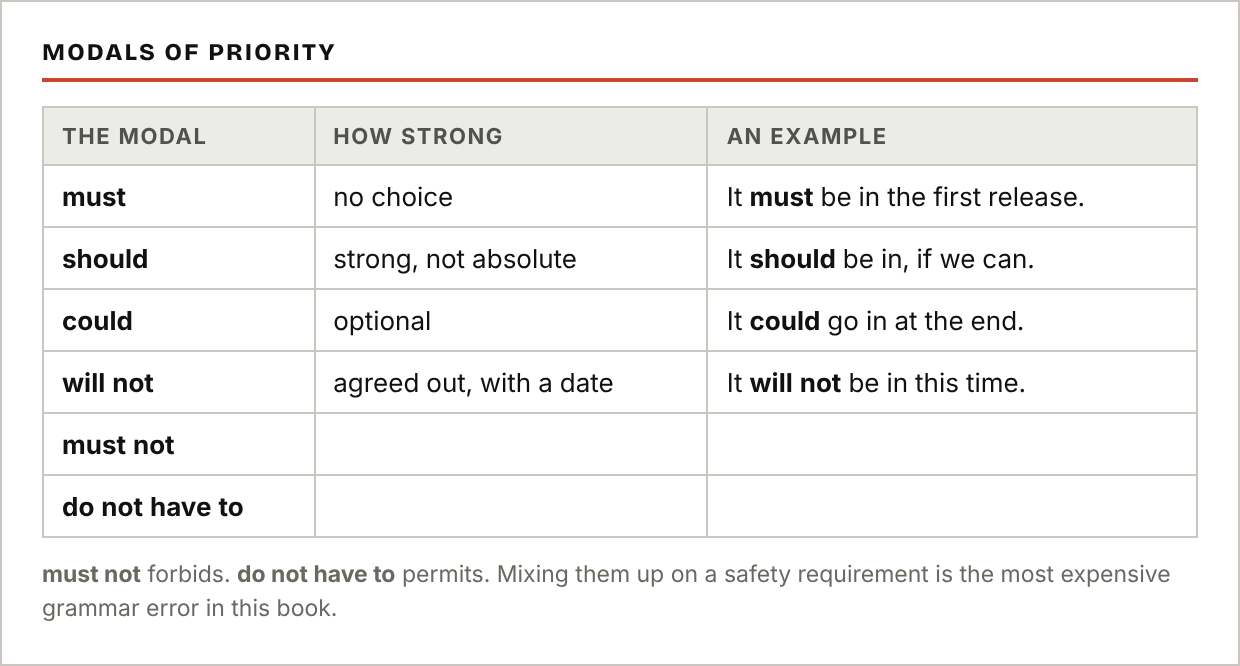 MODALS OF PRIORITY
THE MODAL HOW STRONG AN EXAMPLE
must no choice It must be in the first release.
should strong, not absolute It should be in, if we can.
could optional It could go in at the end.
will not agreed out, with a date It will not be in this time.
must not
do not have to
must not forbids. do not have to permits. Mixing them up on a safety requirement is the most expensive
grammar error in this book.